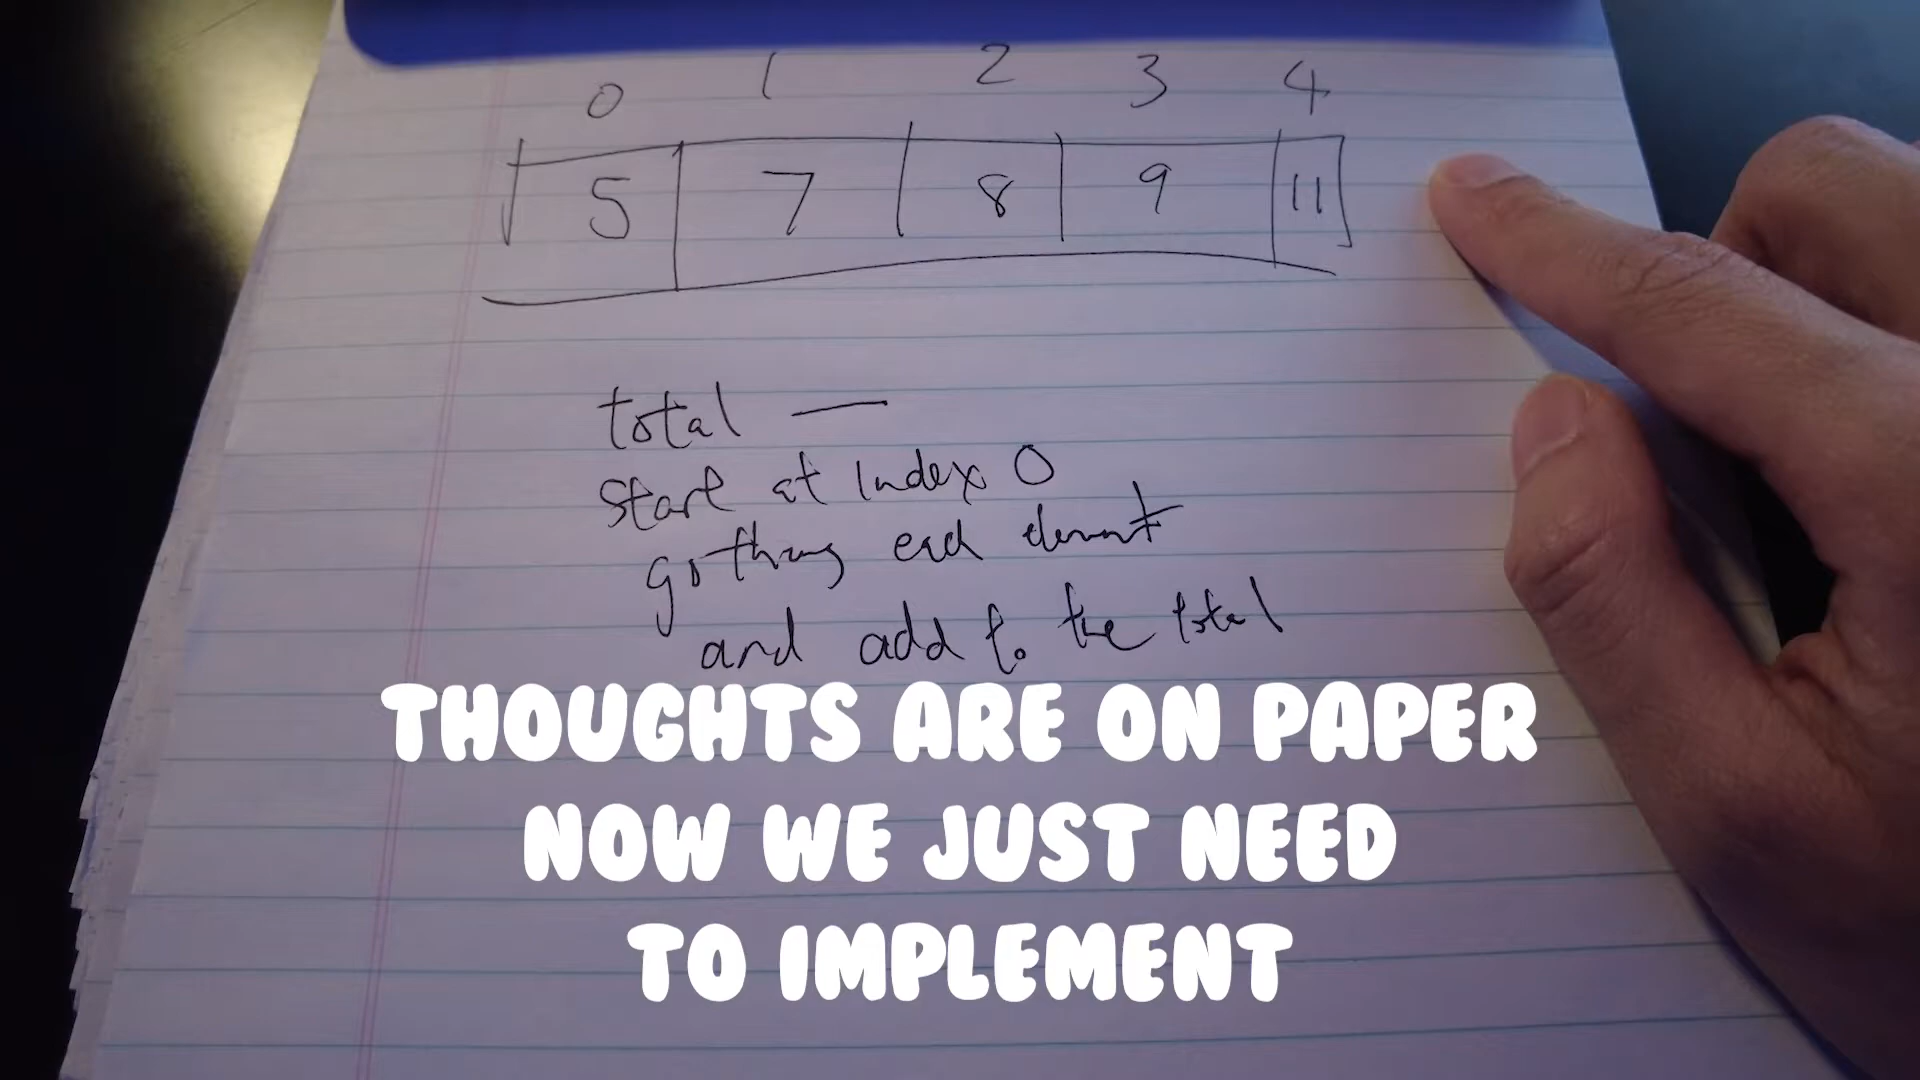 0 1 2 3 4
5 7 8 9 11
total —
start at Index 0
go through each element
and add to the total
THOUGHTS ARE ON PAPER
NOW WE JUST NEED
TO IMPLEMENT